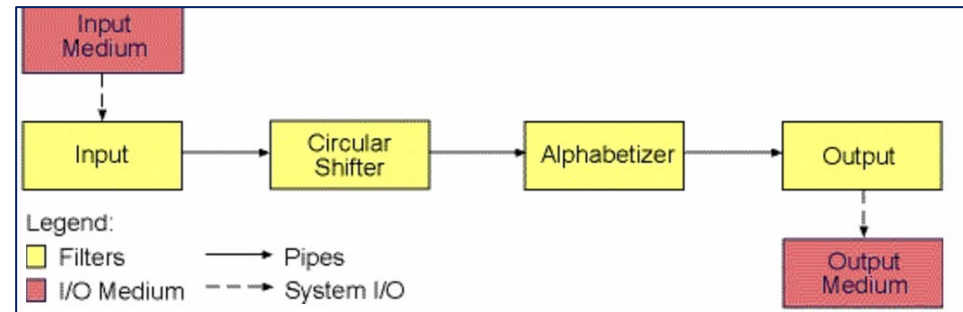 Input
Medium
Input
Circular
Shifter
Alphabetizer
Output
Legend:
Filters
Pipes
I/O Medium
System I/O
Output
Medium